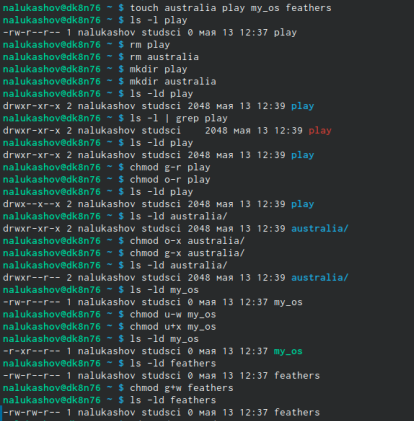 nalukashov@dk8n76 ~ $ touch australia play my_os feathers
nalukashov@dk8n76 ~ $ ls -l play
-rw-r--r-- 1 nalukashov studsci 0 мая 13 12:37 play
nalukashov@dk8n76 ~ $ rm play
nalukashov@dk8n76 ~ $ rm australia
nalukashov@dk8n76 ~ $ mkdir play
nalukashov@dk8n76 ~ $ mkdir australia
nalukashov@dk8n76 ~ $ ls -ld play
drwxr-xr-x 2 nalukashov studsci 2048 мая 13 12:39 play
nalukashov@dk8n76 ~ $ ls -l | grep play
drwxr-xr-x 2 nalukashov studsci    2048 мая 13 12:39 play
nalukashov@dk8n76 ~ $ ls -ld play
drwxr-xr-x 2 nalukashov studsci 2048 мая 13 12:39 play
nalukashov@dk8n76 ~ $ chmod g-r play
nalukashov@dk8n76 ~ $ chmod o-r play
nalukashov@dk8n76 ~ $ ls -ld play
drwx--x--x 2 nalukashov studsci 2048 мая 13 12:39 play
nalukashov@dk8n76 ~ $ ls -ld australia/
drwxr-xr-x 2 nalukashov studsci 2048 мая 13 12:39 australia/
nalukashov@dk8n76 ~ $ chmod o-x australia/
nalukashov@dk8n76 ~ $ chmod g-x australia/
nalukashov@dk8n76 ~ $ ls -ld australia/
drwxr--r-- 2 nalukashov studsci 2048 мая 13 12:39 australia/
nalukashov@dk8n76 ~ $ ls -ld my_os
-rw-r--r-- 1 nalukashov studsci 0 мая 13 12:37 my_os
nalukashov@dk8n76 ~ $ chmod u-w my_os
nalukashov@dk8n76 ~ $ chmod u+x my_os
nalukashov@dk8n76 ~ $ ls -ld my_os
-r-xr--r-- 1 nalukashov studsci 0 мая 13 12:37 my_os
nalukashov@dk8n76 ~ $ ls -ld feathers
-rw-r--r-- 1 nalukashov studsci 0 мая 13 12:37 feathers
nalukashov@dk8n76 ~ $ chmod g+w feathers
nalukashov@dk8n76 ~ $ ls -ld feathers
-rw-rw-r-- 1 nalukashov studsci 0 мая 13 12:37 feathers